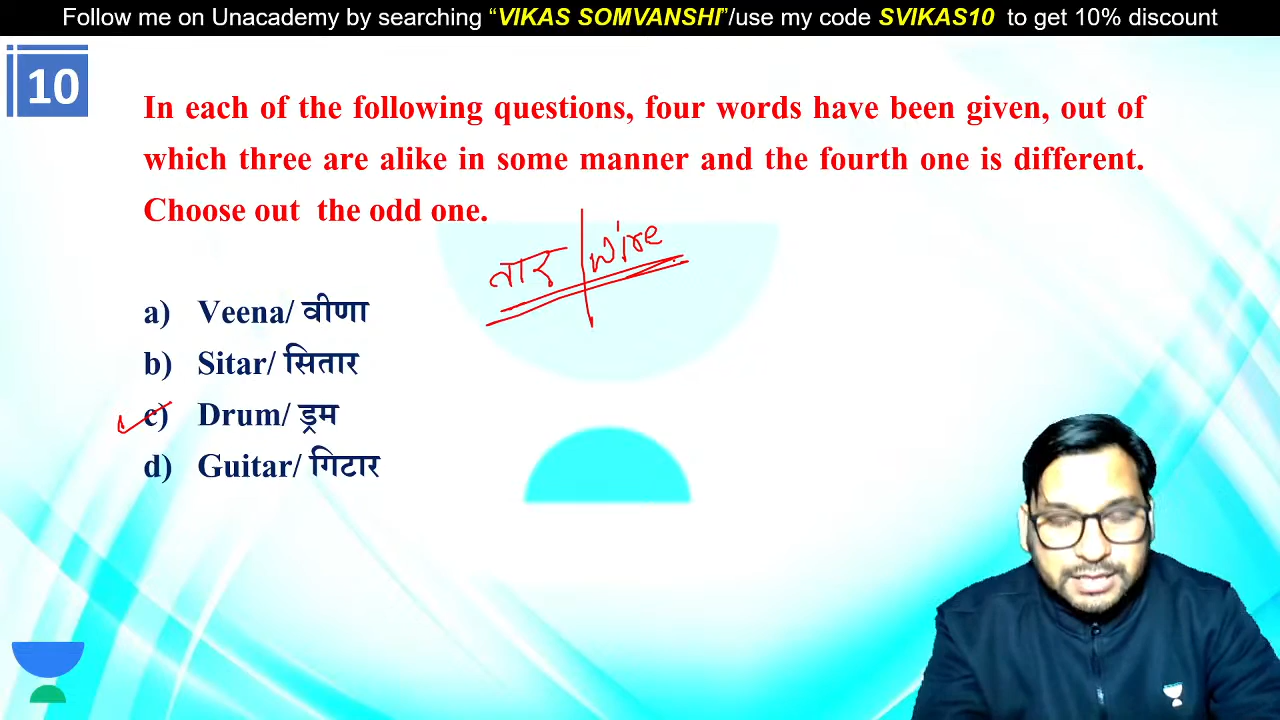 Follow me on Unacademy by searching “VIKAS SOMVANSHI”/use my code SVIKAS10 to get 10% discount
10
In each of the following questions, four words have been given, out of
which three are alike in some manner and the fourth one is different.
Choose out the odd one.
तार | wire
a) Veena/ वीणा
b) Sitar/ सितार
c) Drum/ ड्रम
d) Guitar/ गिटार